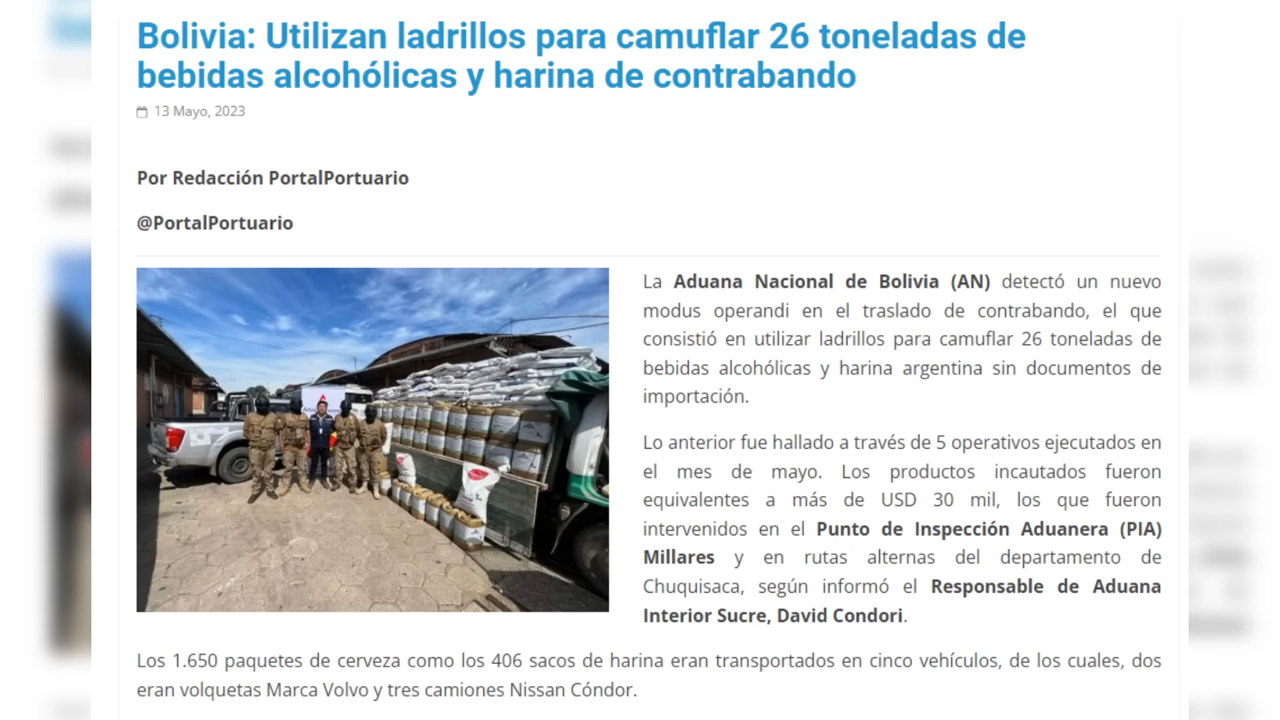 Bolivia: Utilizan ladrillos para camuflar 26 toneladas de
bebidas alcohólicas y harina de contrabando
13 Mayo, 2023
Por Redacción PortalPortuario
@PortalPortuario
La Aduana Nacional de Bolivia (AN) detectó un nuevo
modus operandi en el traslado de contrabando, el que
consistió en utilizar ladrillos para camuflar 26 toneladas de
bebidas alcohólicas y harina argentina sin documentos de
importación.
Lo anterior fue hallado a través de 5 operativos ejecutados en
el mes de mayo. Los productos incautados fueron
equivalentes a más de USD 30 mil, los que fueron
intervenidos en el Punto de Inspección Aduanera (PIA)
Millares y en rutas alternas del departamento de
Chuquisaca, según informó el Responsable de Aduana
Interior Sucre, David Condori.
Los 1.650 paquetes de cerveza como los 406 sacos de harina eran transportados en cinco vehículos, de los cuales, dos
eran volquetas Marca Volvo y tres camiones Nissan Cóndor.